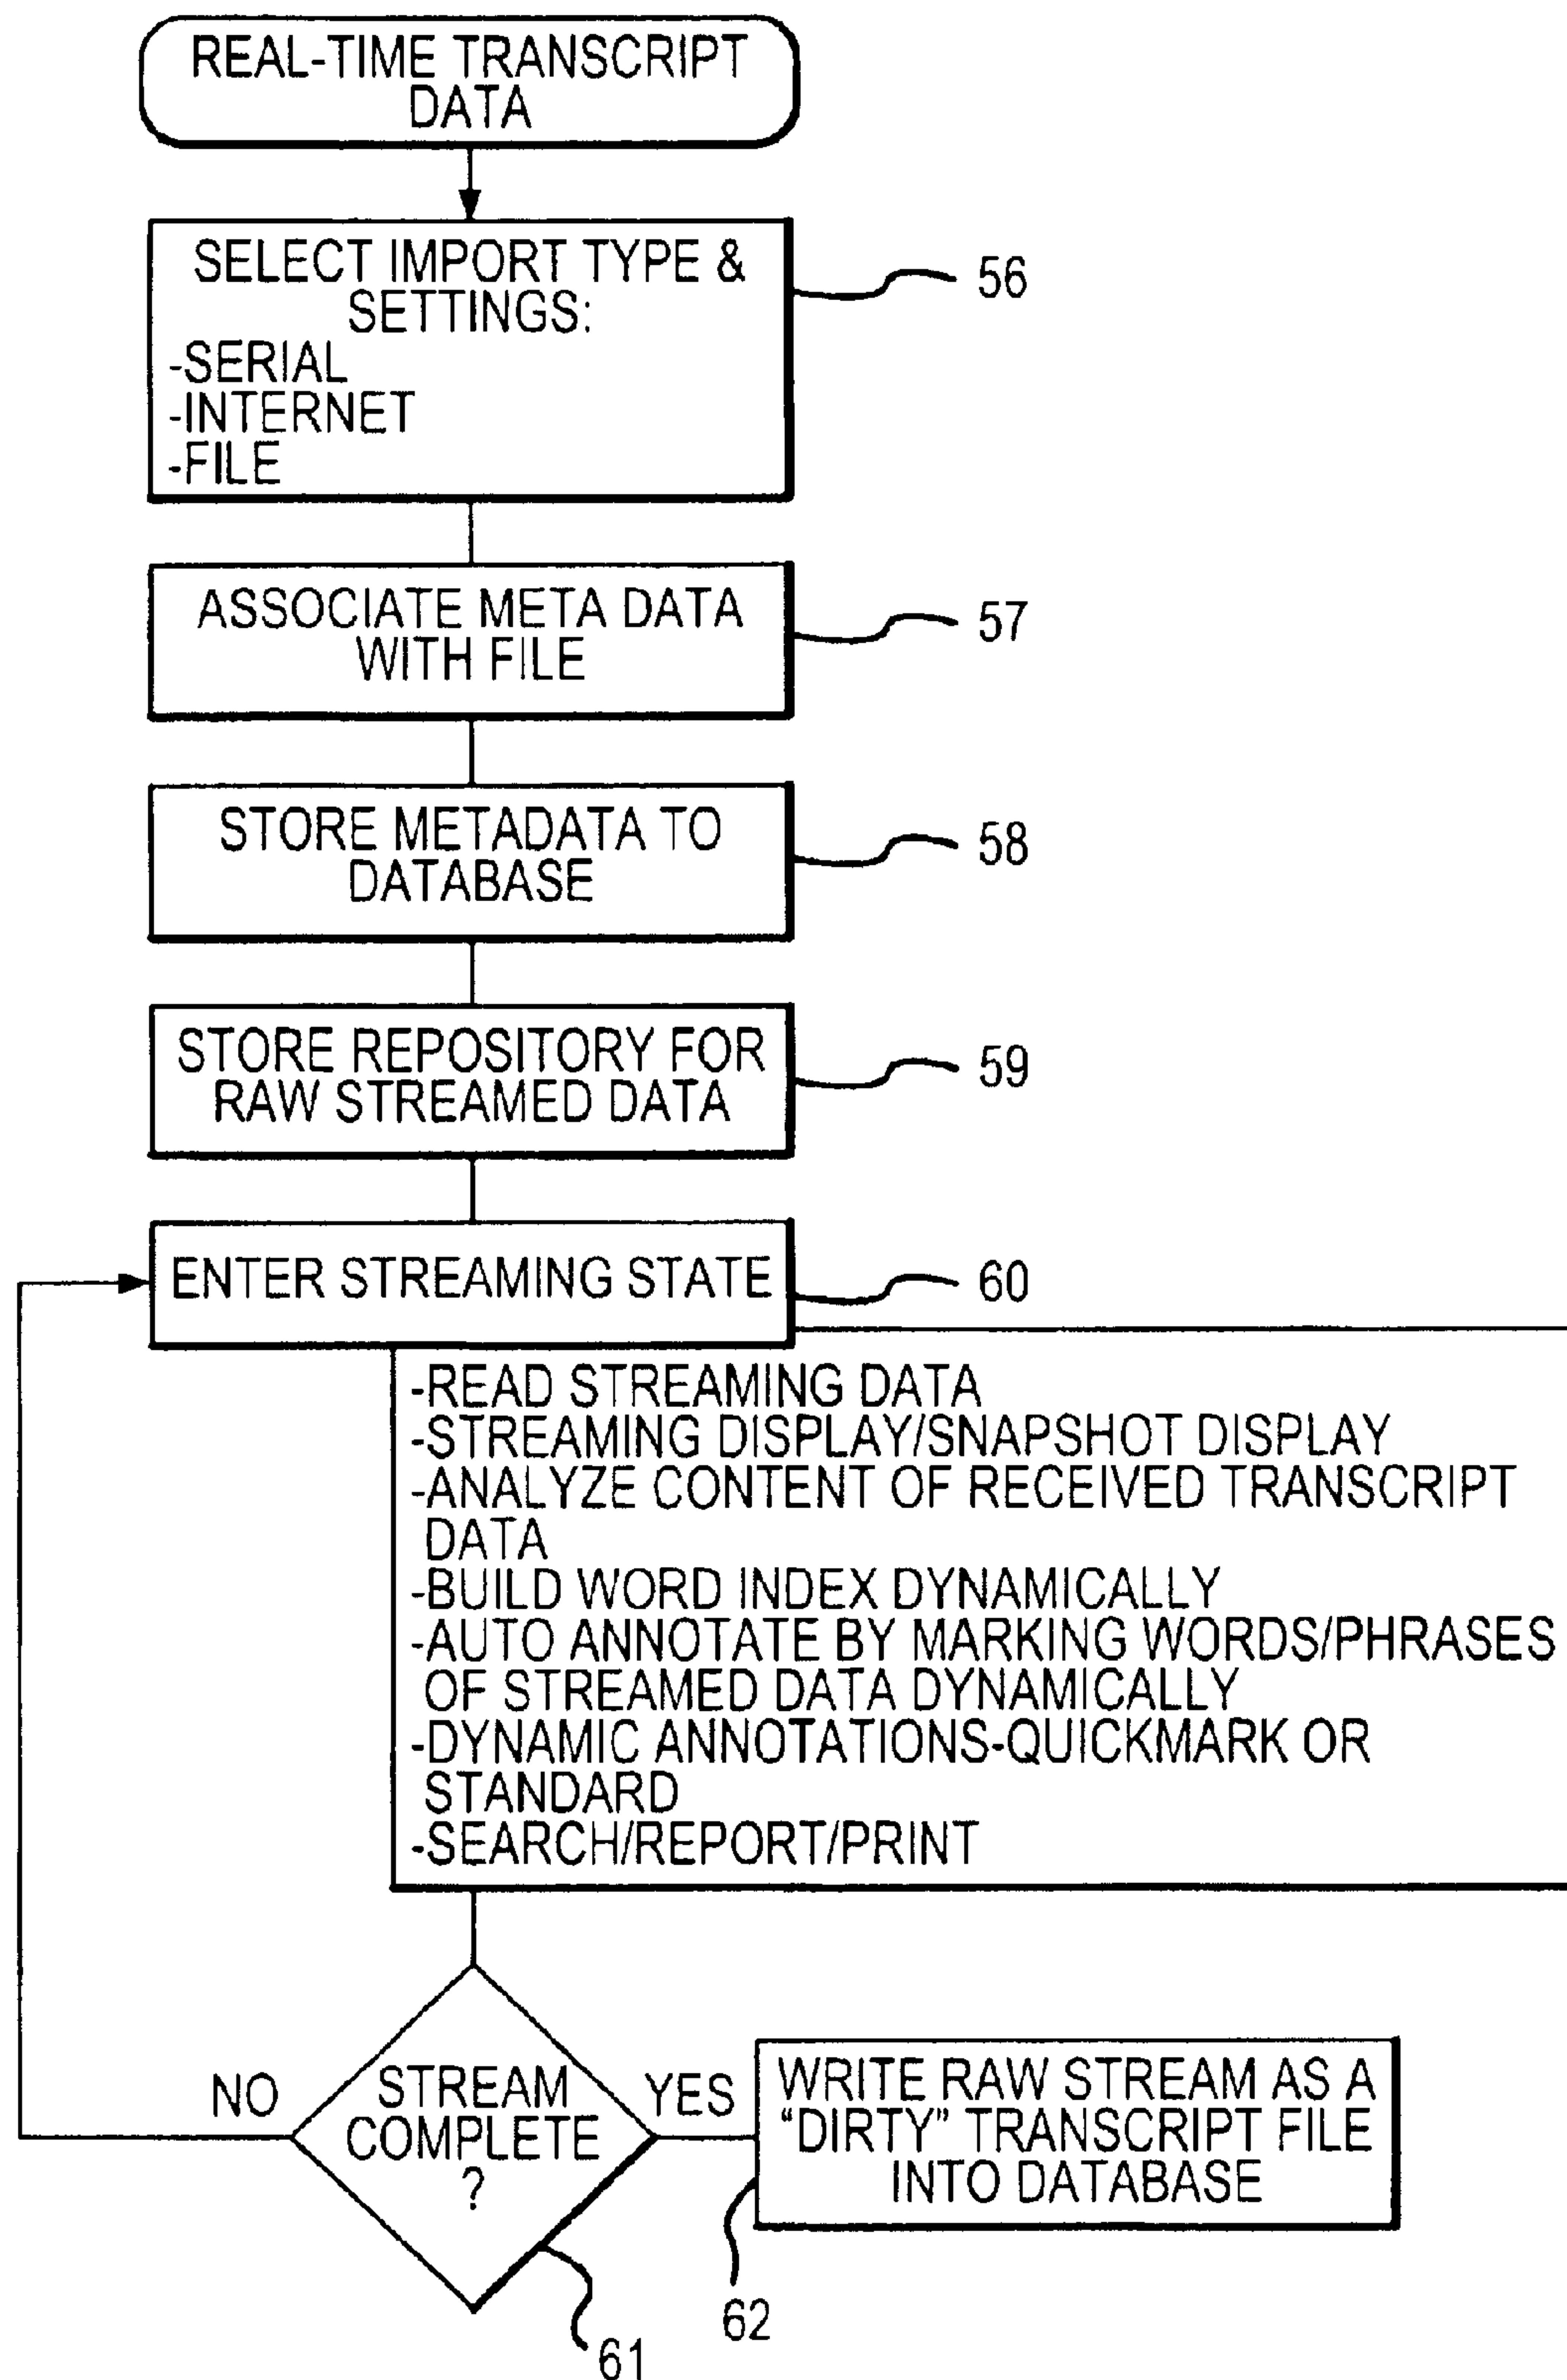 REAL-TIME TRANSCRIPT
DATA
SELECT IMPORT TYPE &
SETTINGS:
-SERIAL
-INTERNET
-FILE
56
ASSOCIATE META DATA
WITH FILE
57
STORE METADATA TO
DATABASE
58
STORE REPOSITORY FOR
RAW STREAMED DATA
59
ENTER STREAMING STATE
60
-READ STREAMING DATA
-STREAMING DISPLAY/SNAPSHOT DISPLAY
-ANALYZE CONTENT OF RECEIVED TRANSCRIPT
DATA
-BUILD WORD INDEX DYNAMICALLY
-AUTO ANNOTATE BY MARKING WORDS/PHRASES
OF STREAMED DATA DYNAMICALLY
-DYNAMIC ANNOTATIONS-QUICKMARK OR
STANDARD
-SEARCH/REPORT/PRINT
NO
STREAM
COMPLETE
?
YES
WRITE RAW STREAM AS A
“DIRTY” TRANSCRIPT FILE
INTO DATABASE
62
61